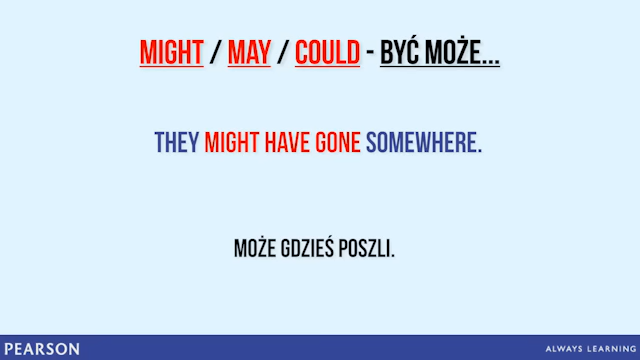 MIGHT / MAY / COULD - BYĆ MOŻE...
THEY MIGHT HAVE GONE SOMEWHERE.
MOŻE GDZIEŚ POSZLI.
PEARSON
ALWAYS LEARNING